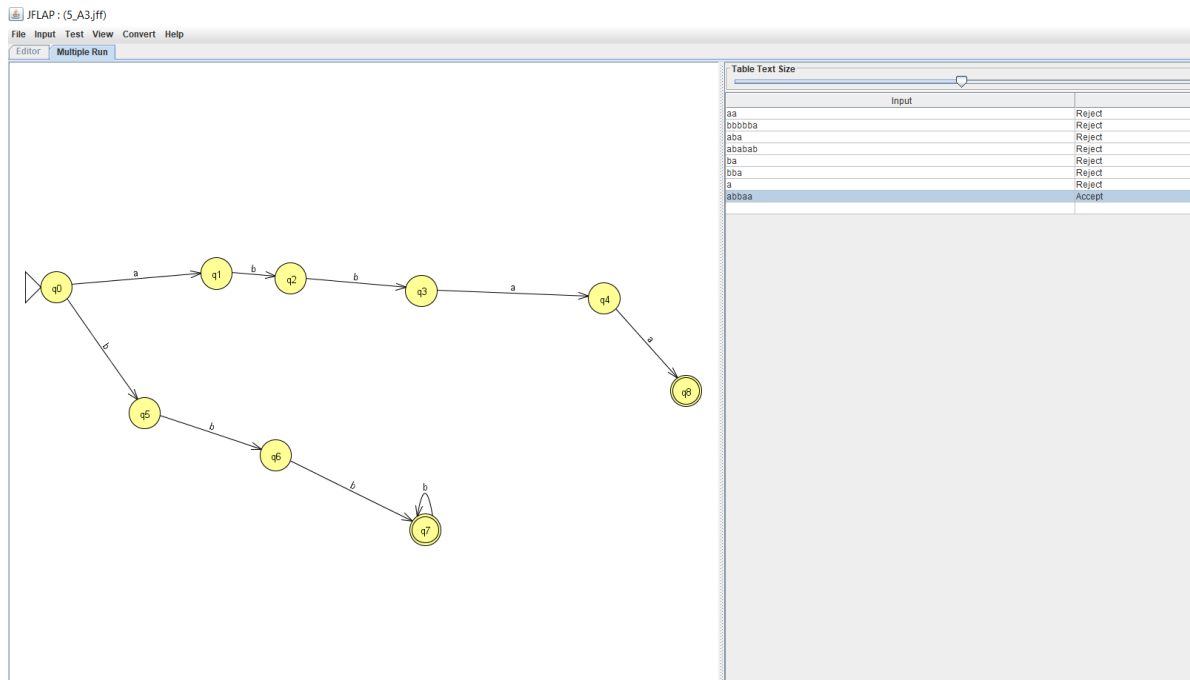 JFLAP : (5_A3.jff)
File Input Test View Convert Help
Editor Multiple Run
Table Text Size
Input
aa Reject
bbbbba Reject
aba Reject
ababab Reject
ba Reject
bba Reject
a Reject
abbaa Accept
q0 a q1 b q2 b q3 a q4
a
q8
b
q5 b
q6
b
b
q7